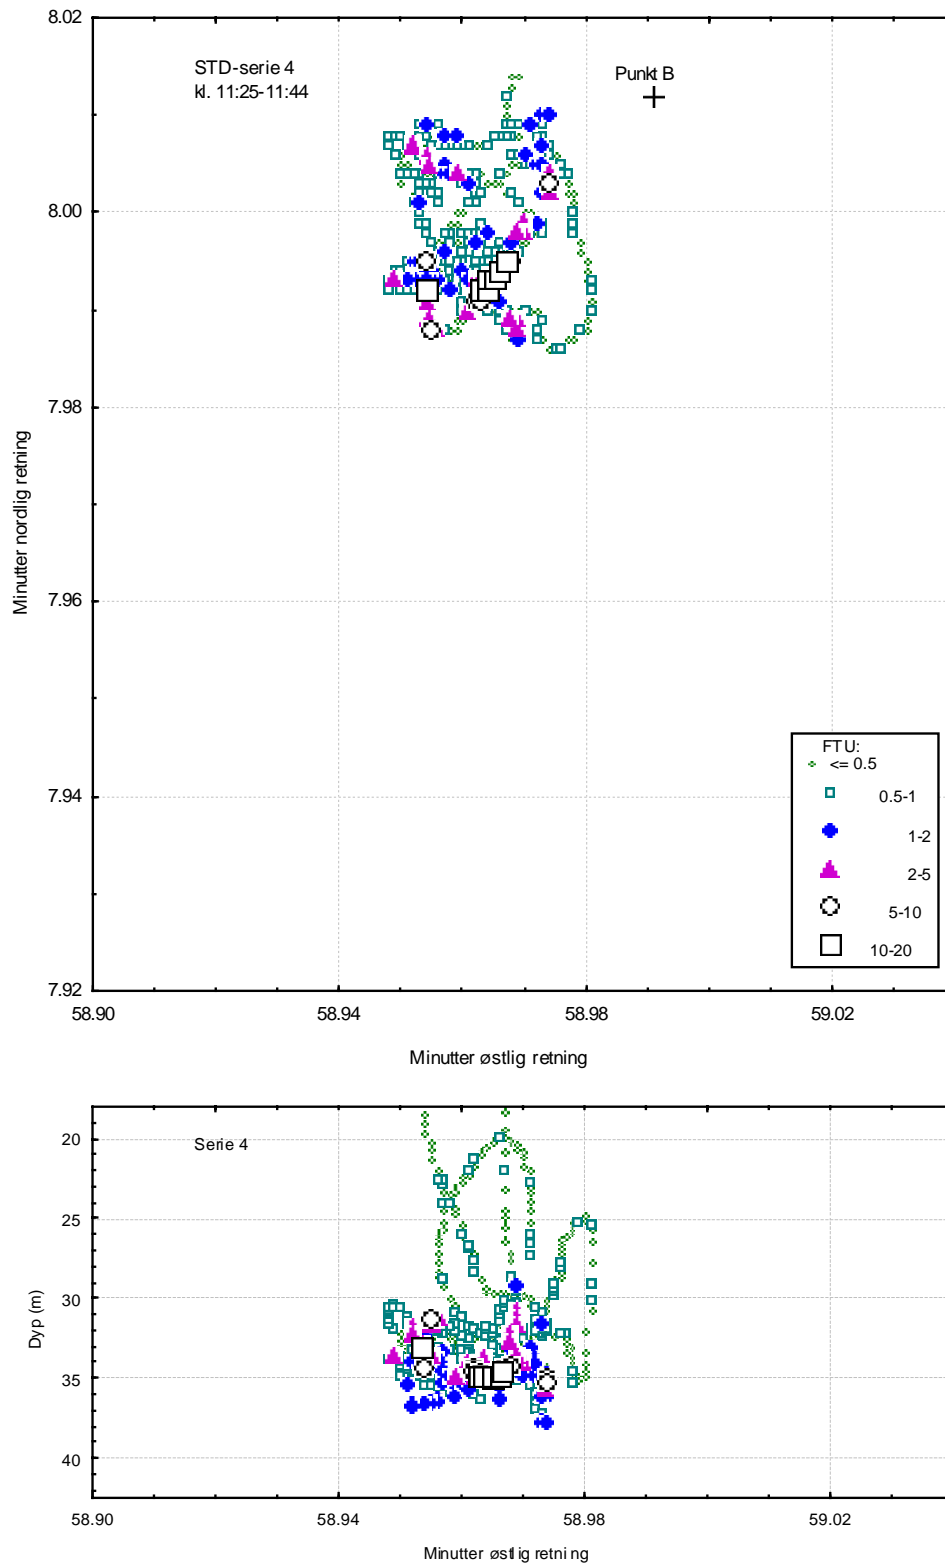 8.02
STD-serie 4
kl. 11:25-11:44
Punkt B
8.00
7.98
Minutter nordlig retning
7.96
7.94
FTU:
<= 0.5
0.5-1
1-2
2-5
5-10
10-20
7.92
58.90
58.94
58.98
59.02
Minutter østlig retning
20
Serie 4
25
30
Dyp (m)
35
40
58.90
58.94
58.98
59.02
Minutter østlig retning